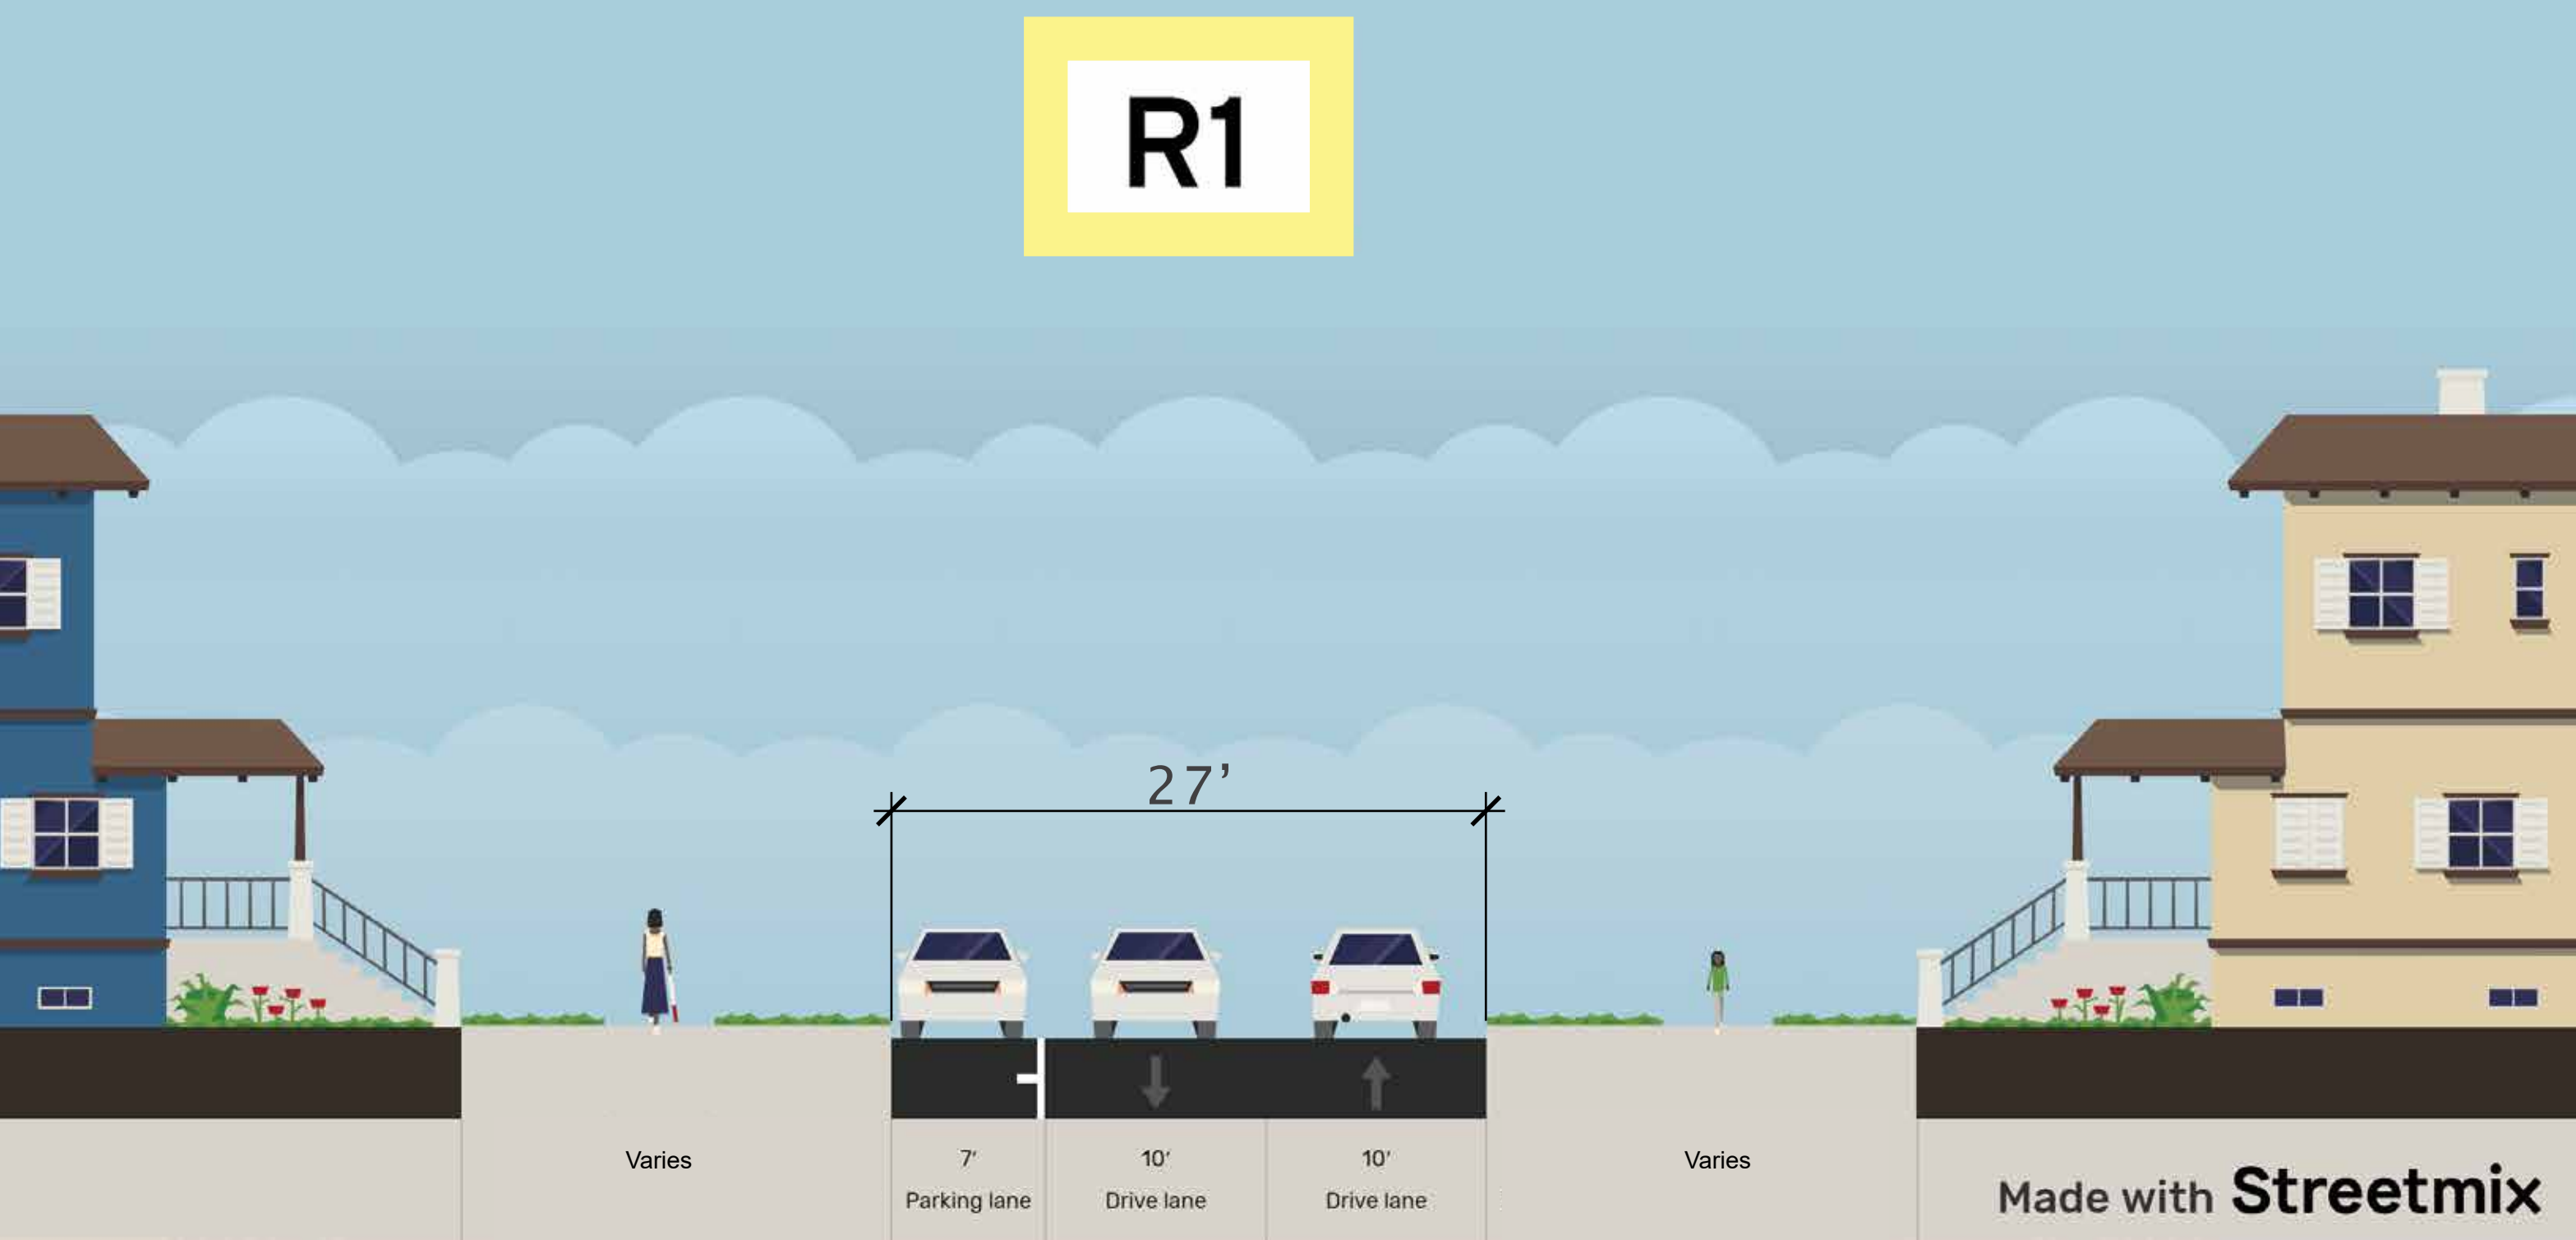 R1
27’
Varies
7′
10′
10′
Varies
Parking lane
Drive lane
Drive lane
Made with Streetmix